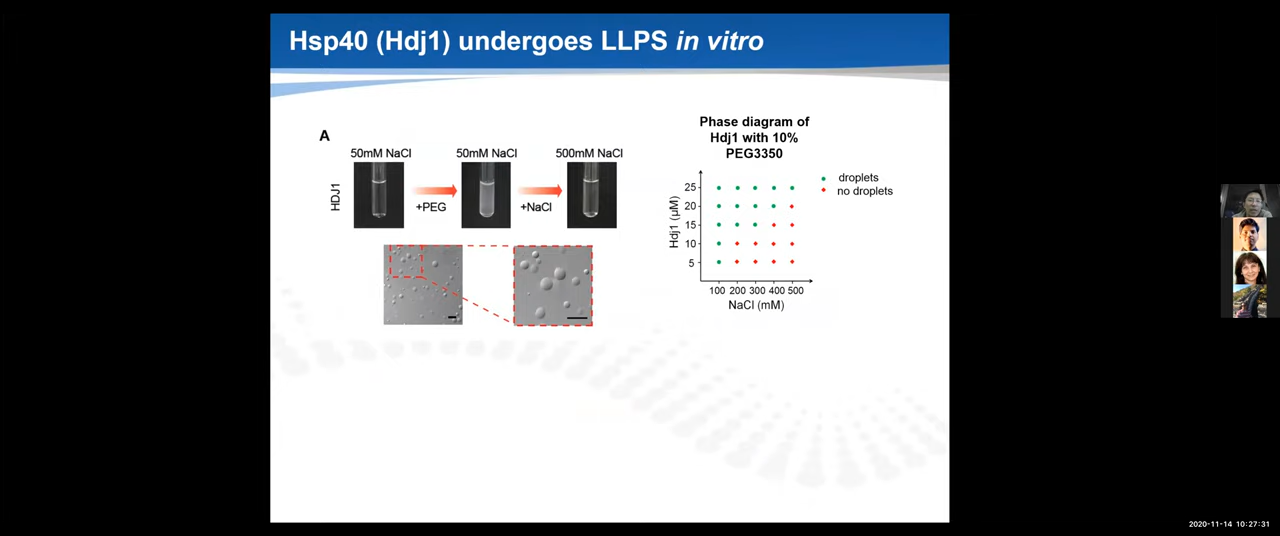 Hsp40 (Hdj1) undergoes LLPS in vitro
A
50mM NaCl
50mM NaCl
500mM NaCl
HDJ1
+PEG
+NaCl
Phase diagram of
Hdj1 with 10%
PEG3350
droplets
no droplets
Hdj1 (μM)
25
20
15
10
5
100 200 300 400 500
NaCl (mM)
2020-11-14 10:27:31